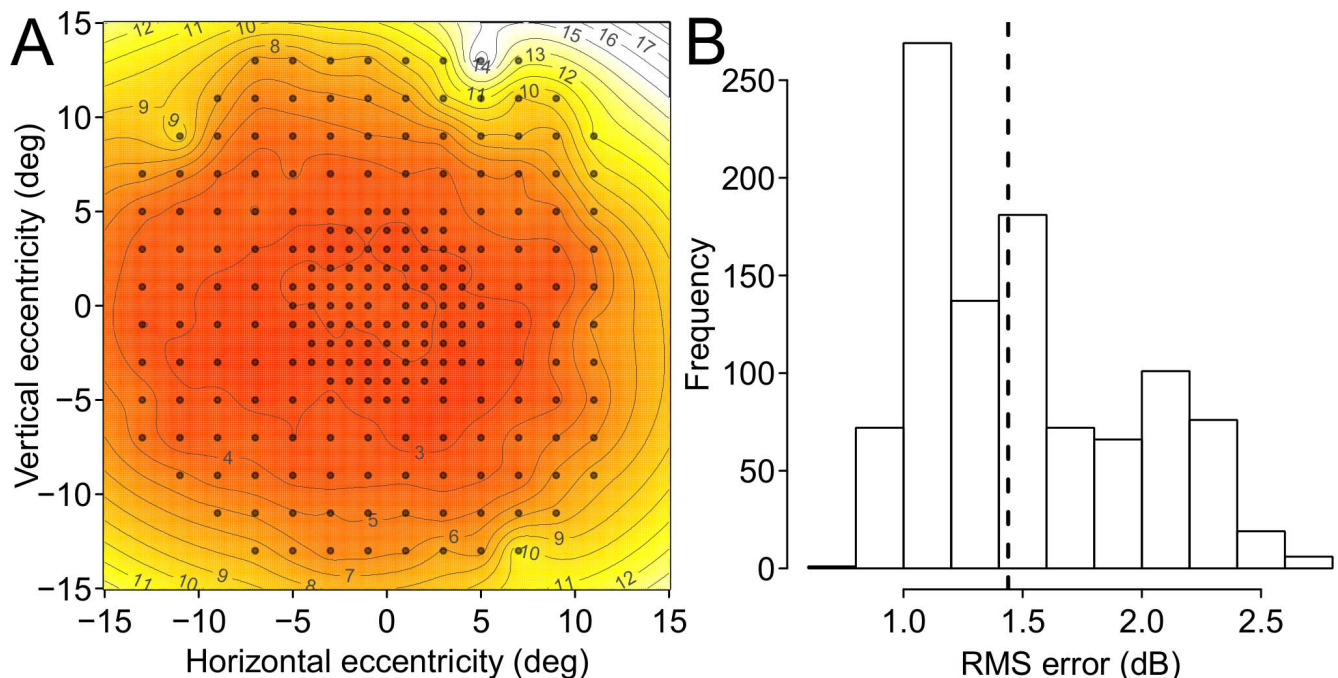 A
15
10
5
0
−5
−10
−15
Vertical eccentricity (deg)
12 11 10 8 14 13 12 11 10 15 16 17
9 9
4 3
5 6 9 10
11 10 9 8 7 11 12
−15 −10 −5 0 5 10 15
Horizontal eccentricity (deg)
B
250
200
150
100
50
0
Frequency
1.0 1.5 2.0 2.5
RMS error (dB)